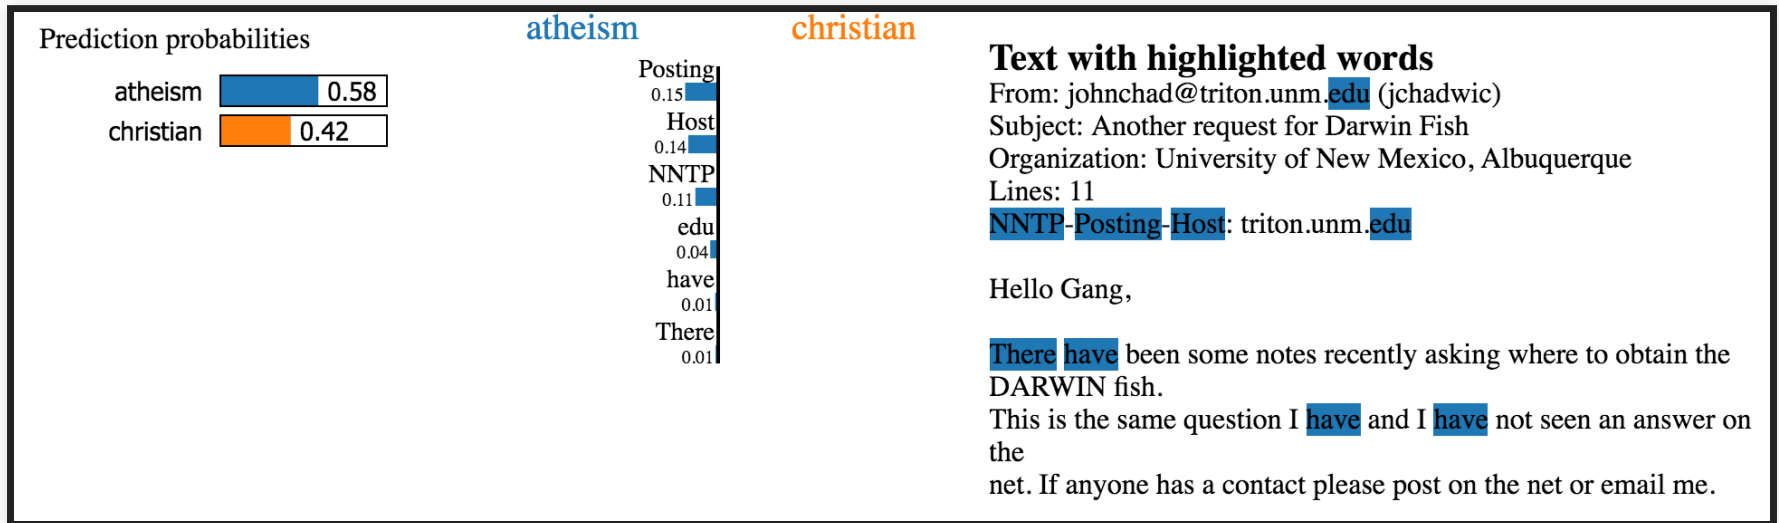 Prediction probabilities
atheism 0.58
christian 0.42
atheism christian
Posting
0.15
Host
0.14
NNTP
0.11
edu
0.04
have
0.01
There
0.01
Text with highlighted words
From: johnchad@triton.unm.edu (jchadwic)
Subject: Another request for Darwin Fish
Organization: University of New Mexico, Albuquerque
Lines: 11
NNTP-Posting-Host: triton.unm.edu
Hello Gang,
There have been some notes recently asking where to obtain the
DARWIN fish.
This is the same question I have and I have not seen an answer on
the
net. If anyone has a contact please post on the net or email me.